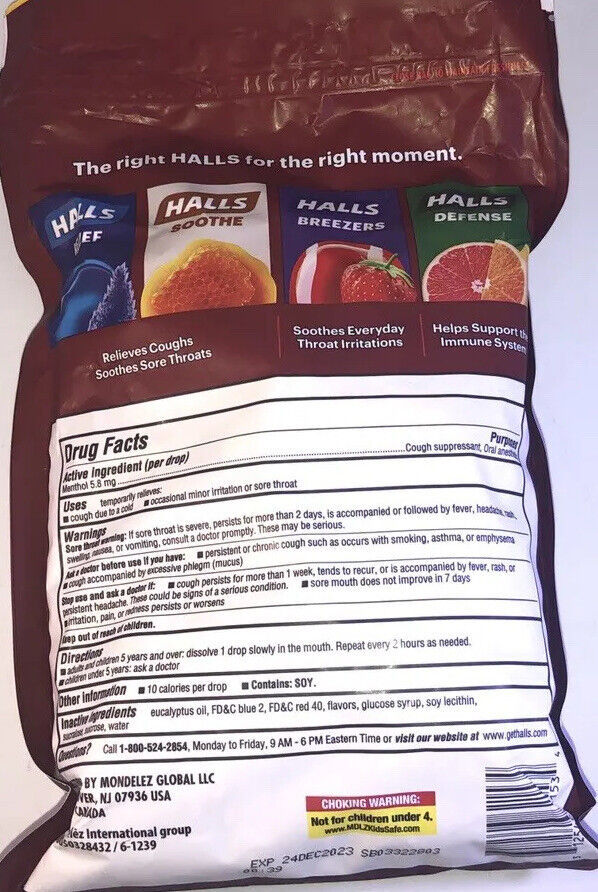 The right HALLS for the right moment.
HALLS
EF
HALLS
SOOTHE
HALLS
BREEZERS
HALLS
DEFENSE
Relieves Coughs
Soothes Sore Throats
Soothes Everyday
Throat Irritations
Helps Support the
Immune System
Drug Facts
Active Ingredient (per drop)
Purpose
Menthol 5.8 mg
Cough suppressant, Oral anesthetic
Uses temporarily relieves:
■ cough due to a cold ■ occasional minor irritation or sore throat
Warnings
Sore throat warning: If sore throat is severe, persists for more than 2 days, is accompanied or followed by fever, headache, rash,
swelling, nausea, or vomiting, consult a doctor promptly. These may be serious.
Ask a doctor before use if you have: ■ persistent or chronic cough such as occurs with smoking, asthma, or emphysema
■ cough accompanied by excessive phlegm (mucus)
Stop use and ask a doctor if: ■ cough persists for more than 1 week, tends to recur, or is accompanied by fever, rash, or
persistent headache. These could be signs of a serious condition. ■ sore mouth does not improve in 7 days
■ irritation, pain, or redness persists or worsens
Keep out of reach of children.
Directions
■ adults and children 5 years and over: dissolve 1 drop slowly in the mouth. Repeat every 2 hours as needed.
■ children under 5 years: ask a doctor
Other Information ■ 10 calories per drop ■ Contains: SOY.
Inactive Ingredients eucalyptus oil, FD&C blue 2, FD&C red 40, flavors, glucose syrup, soy lecithin,
sucralose, sucrose, water
Questions? Call 1-800-524-2854, Monday to Friday, 9 AM - 6 PM Eastern Time or visit our website at www.gethalls.com
BY MONDELEZ GLOBAL LLC
VER, NJ 07936 USA
CANADA
lēz International group
050328432 / 6-1239
CHOKING WARNING:
Not for children under 4.
www.MDLZKidsSafe.com
EXP 24DEC2023 SB03322803
08:39